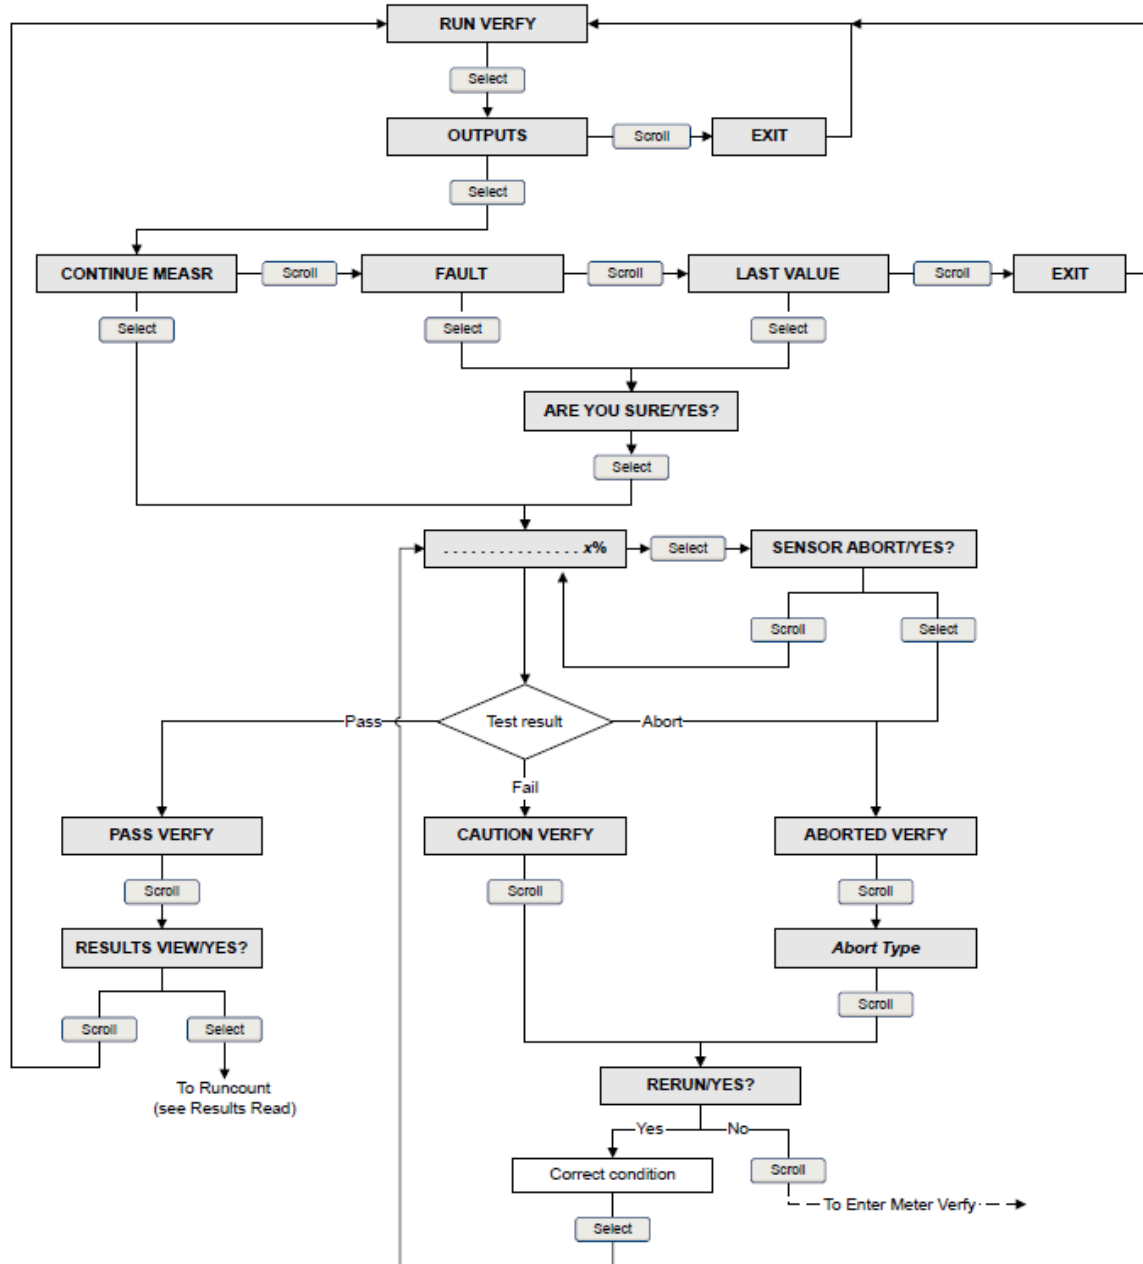 RUN VERFY
Select
OUTPUTS
Scroll
EXIT
Select
CONTINUE MEASR
Scroll
FAULT
Scroll
LAST VALUE
Scroll
EXIT
Select
Select
Select
ARE YOU SURE/YES?
Select
. . . . . . . . . . . . . . . x%
Select
SENSOR ABORT/YES?
Scroll
Select
Pass
Test result
Abort
Fail
PASS VERFY
CAUTION VERFY
ABORTED VERFY
Scroll
Scroll
Scroll
RESULTS VIEW/YES?
Abort Type
Scroll
Select
Scroll
To Runcount
(see Results Read)
RERUN/YES?
Yes
No
Correct condition
Scroll
To Enter Meter Verfy
Select